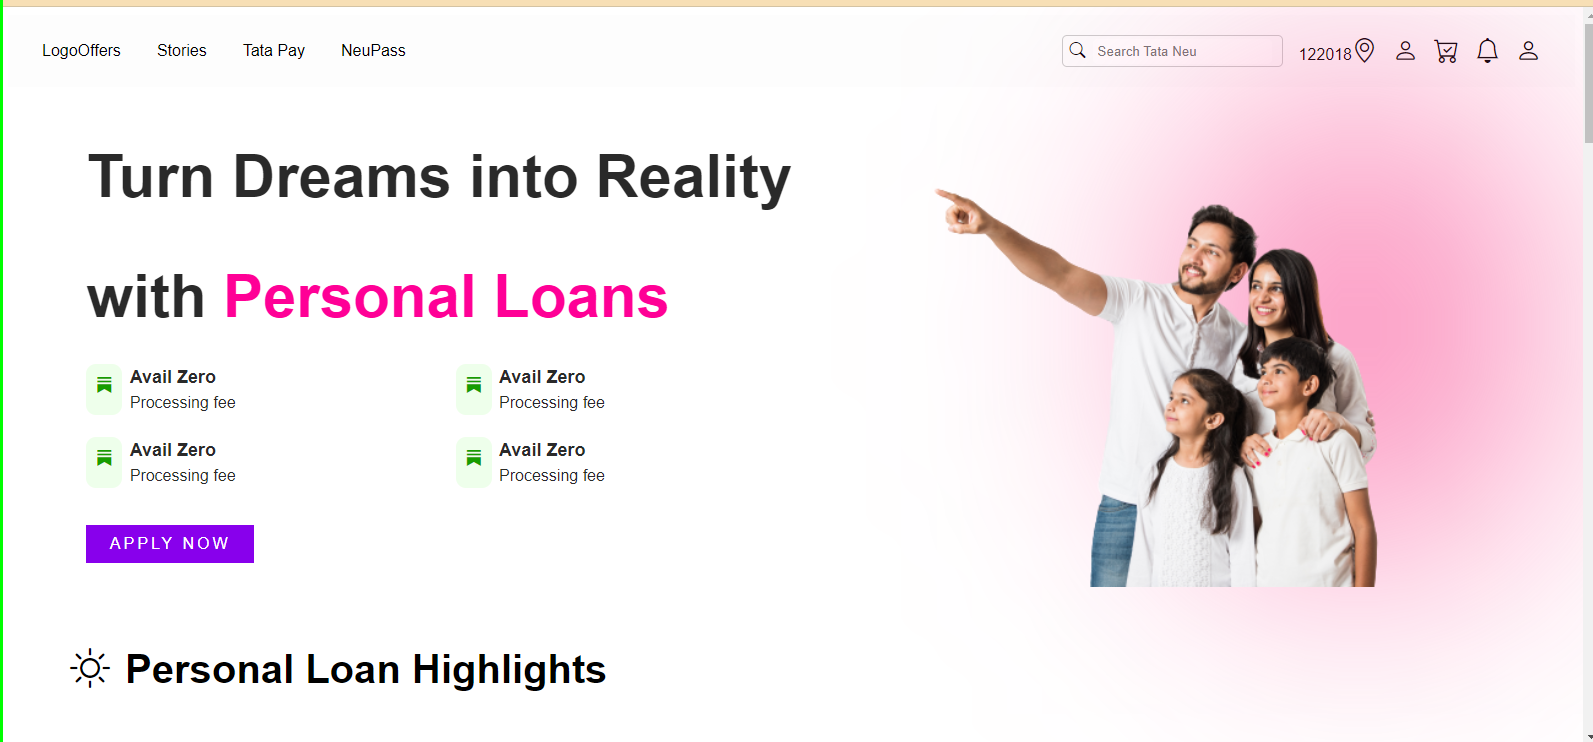 LogoOffers Stories Tata Pay NeuPass Search Tata Neu 122018
Turn Dreams into Reality
with Personal Loans
Avail Zero
Processing fee
Avail Zero
Processing fee
Avail Zero
Processing fee
Avail Zero
Processing fee
APPLY NOW
Personal Loan Highlights